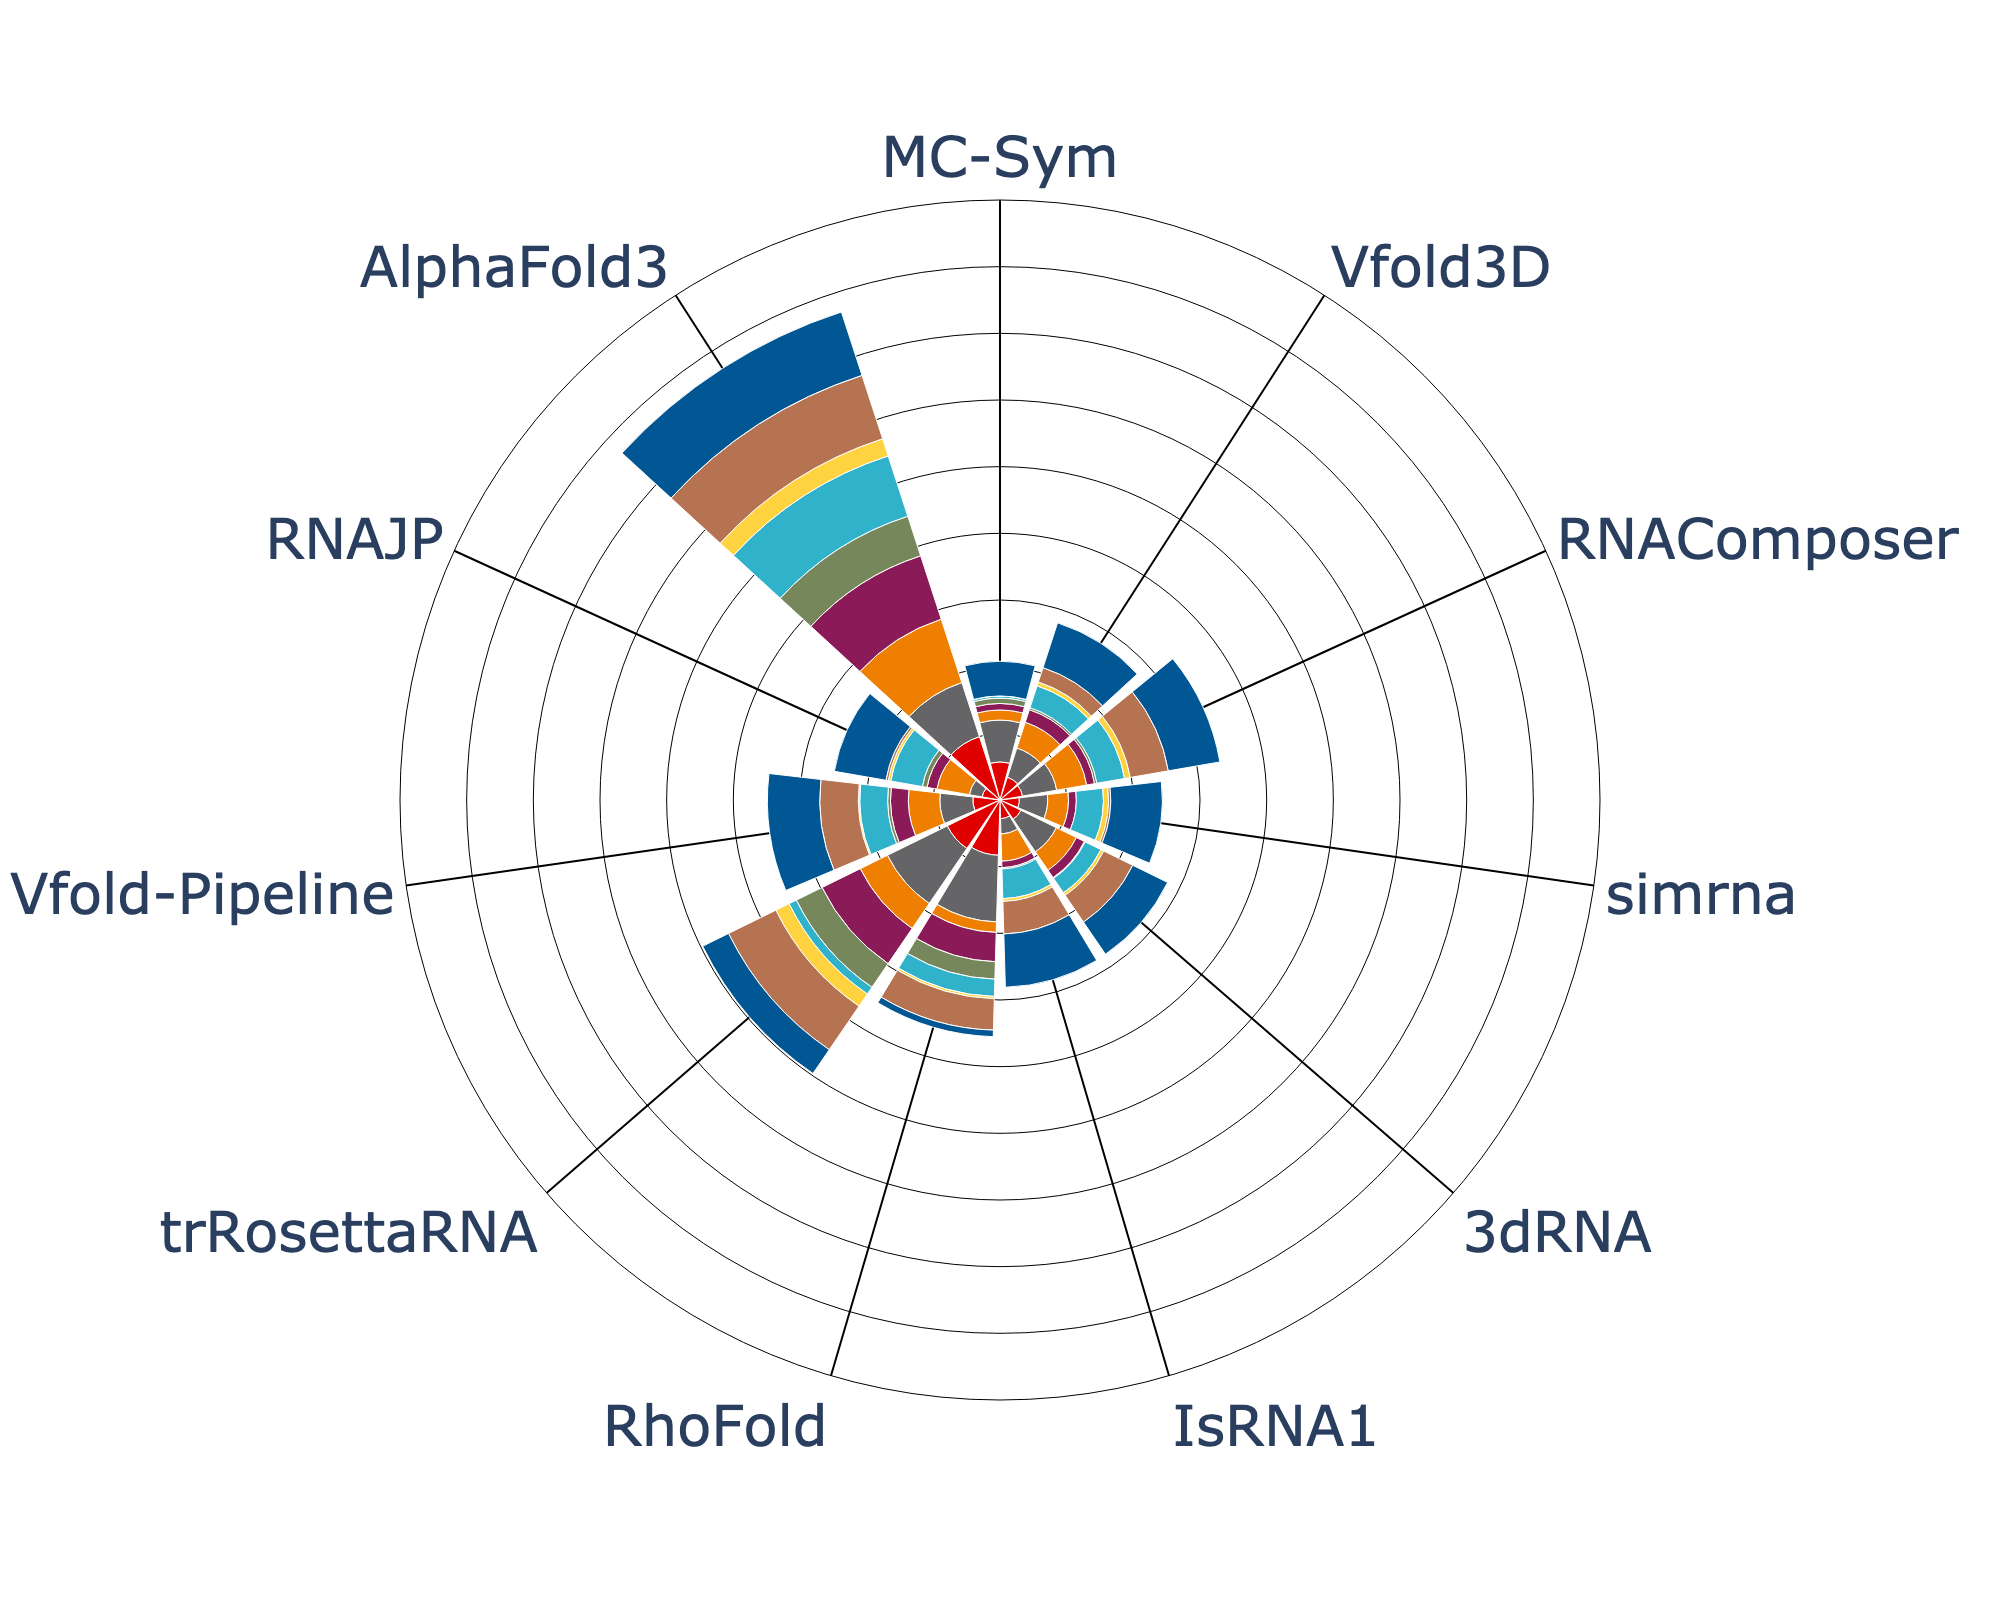 MC-Sym
AlphaFold3
Vfold3D
RNAJP
RNAComposer
Vfold-Pipeline
simrna
trRosettaRNA
3dRNA
RhoFold
IsRNA1